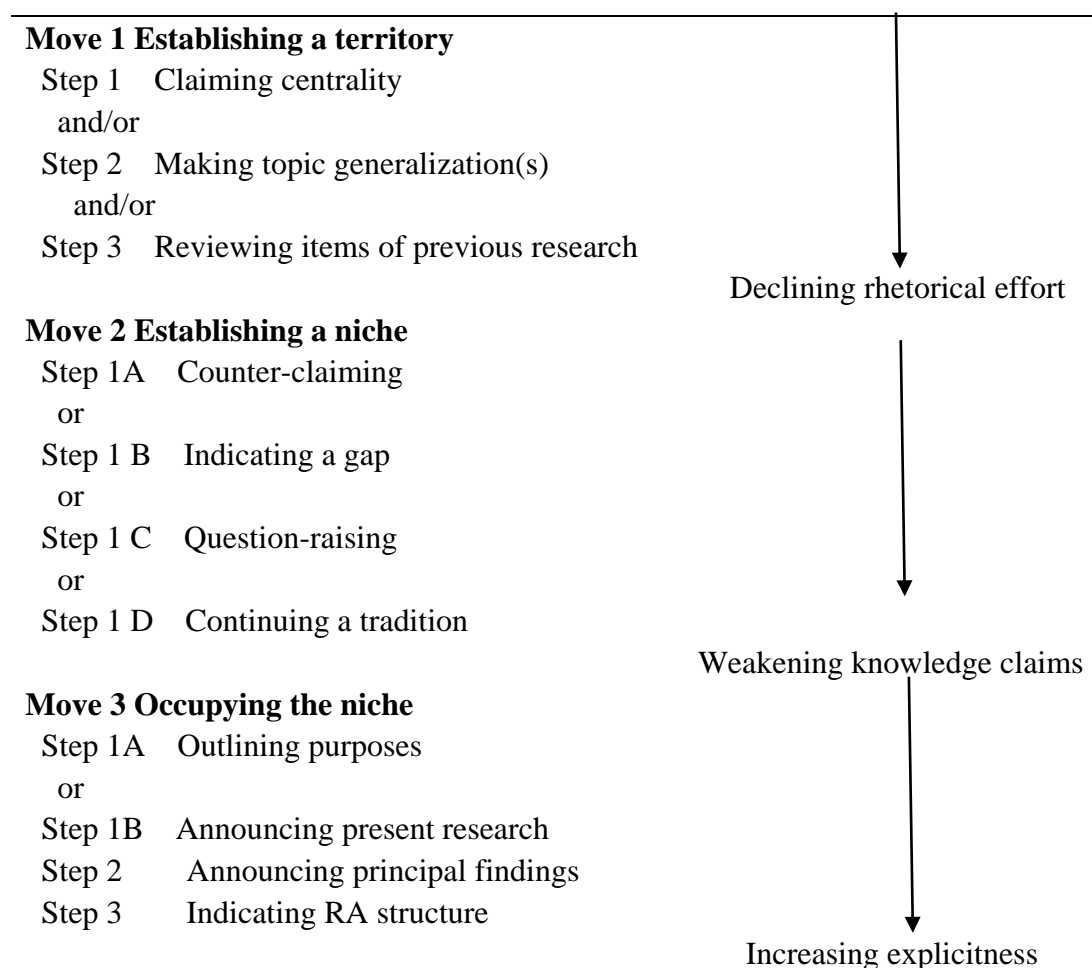 Move 1 Establishing a territory
Step 1 Claiming centrality
and/or
Step 2 Making topic generalization(s)
and/or
Step 3 Reviewing items of previous research
Declining rhetorical effort
Move 2 Establishing a niche
Step 1A Counter-claiming
or
Step 1 B Indicating a gap
or
Step 1 C Question-raising
or
Step 1 D Continuing a tradition
Weakening knowledge claims
Move 3 Occupying the niche
Step 1A Outlining purposes
or
Step 1B Announcing present research
Step 2 Announcing principal findings
Step 3 Indicating RA structure
Increasing explicitness